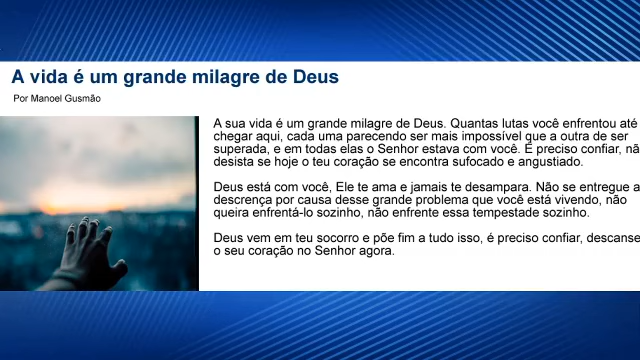 A vida é um grande milagre de Deus
Por Manoel Gusmão
A sua vida é um grande milagre de Deus. Quantas lutas você enfrentou até
chegar aqui, cada uma parecendo ser mais impossível que a outra de ser
superada, e em todas elas o Senhor estava com você. É preciso confiar, nã
desista se hoje o teu coração se encontra sufocado e angustiado.
Deus está com você, Ele te ama e jamais te desampara. Não se entregue a
descrença por causa desse grande problema que você está vivendo, não
queira enfrentá-lo sozinho, não enfrente essa tempestade sozinho.
Deus vem em teu socorro e põe fim a tudo isso, é preciso confiar, descanse
o seu coração no Senhor agora.